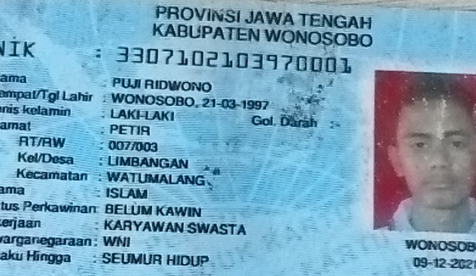 PROVINSI JAWA TENGAH
KABUPATEN WONOSOBO
NIK : 3307102103970001
ama : PUJI RIDWONO
empat/Tgl Lahir : WONOSOBO, 21-03-1997
enis kelamin : LAKI-LAKI Gol. Darah : -
amat : PETIR
RT/RW : 007/003
Kel/Desa : LIMBANGAN
Kecamatan : WATUMALANG
ama : ISLAM
tus Perkawinan: BELUM KAWIN
erjaan : KARYAWAN SWASTA
warganegaraan: WNI
aku Hingga : SEUMUR HIDUP
WONOSOBO
09-12-202